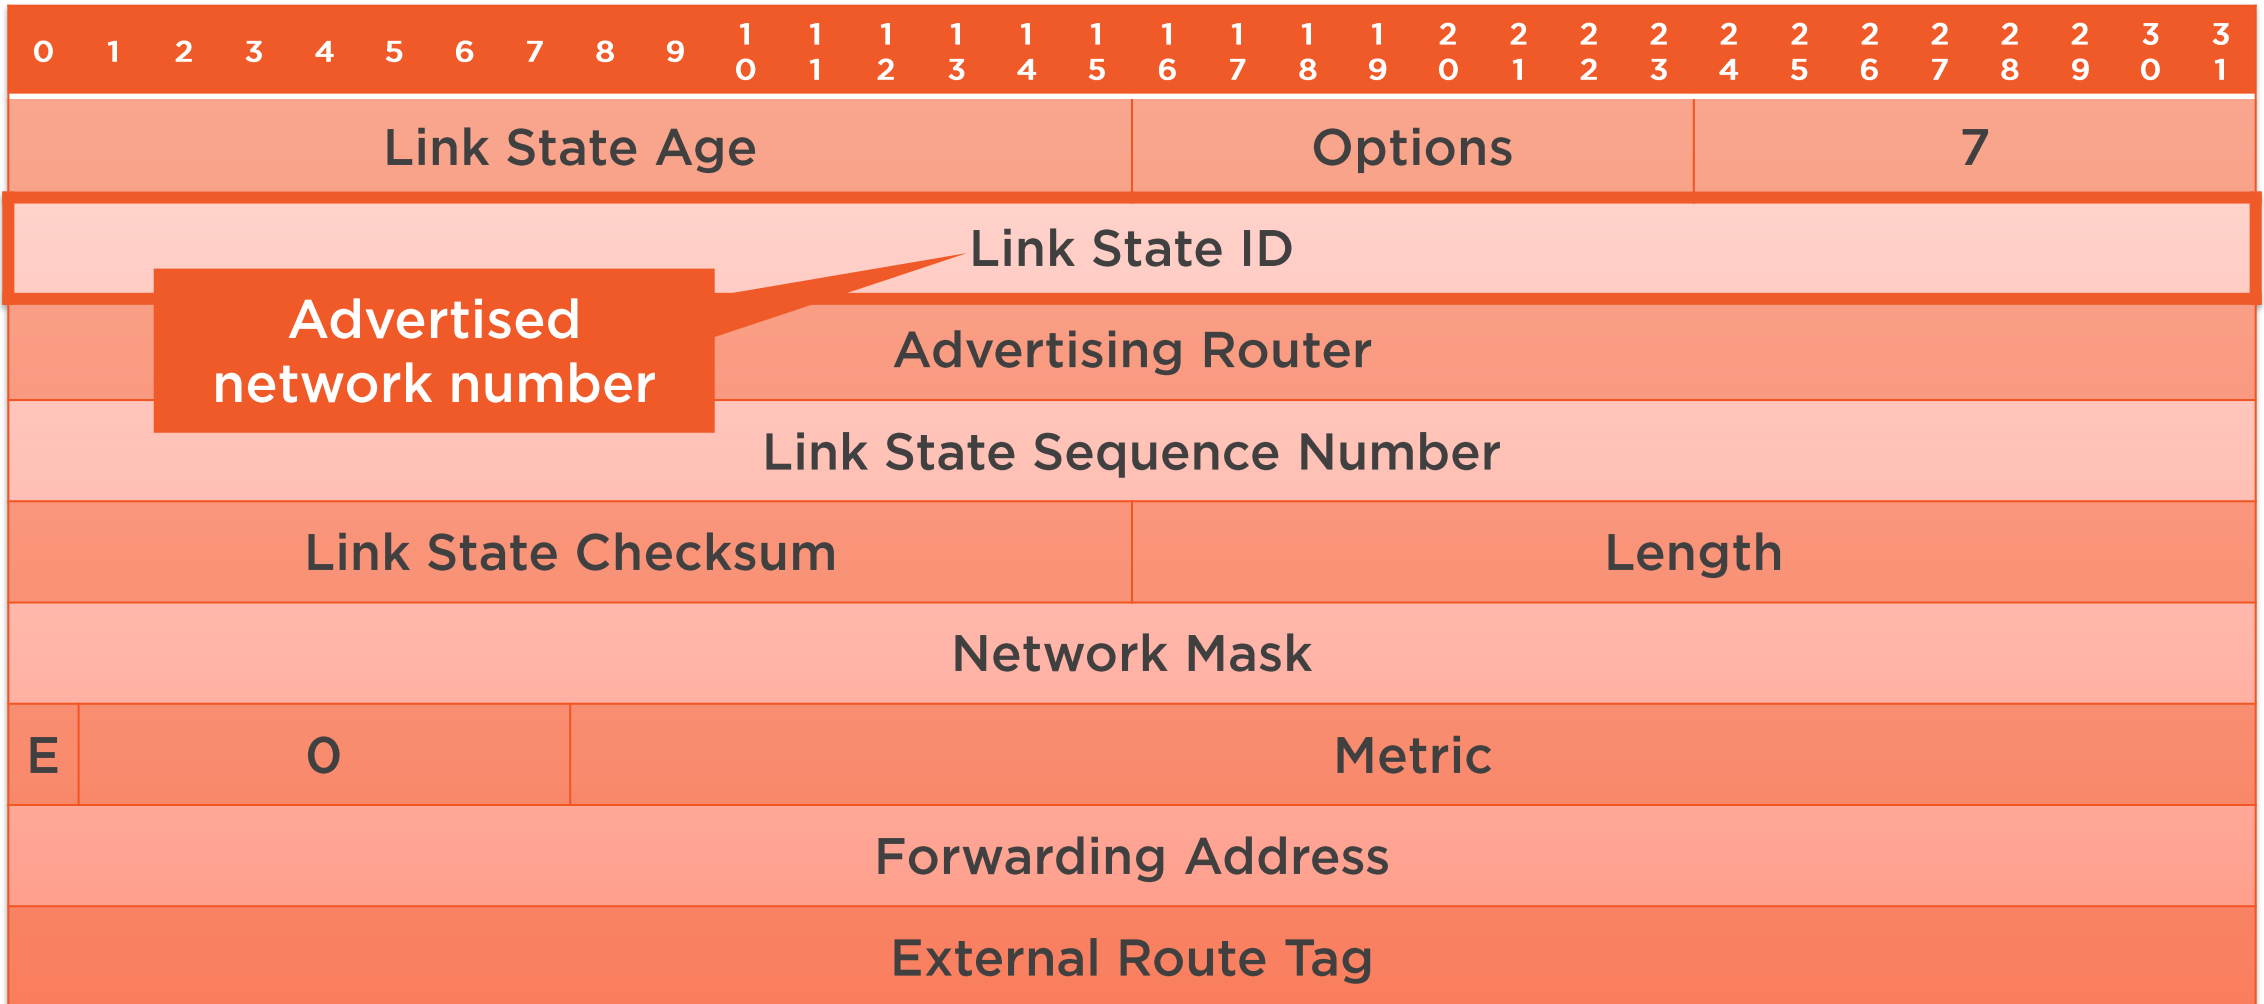 0 1 2 3 4 5 6 7 8 9 10 11 12 13 14 15 16 17 18 19 20 21 22 23 24 25 26 27 28 29 30 31
Link State Age Options 7
Link State ID
Advertised
network number
Advertising Router
Link State Sequence Number
Link State Checksum Length
Network Mask
E 0 Metric
Forwarding Address
External Route Tag